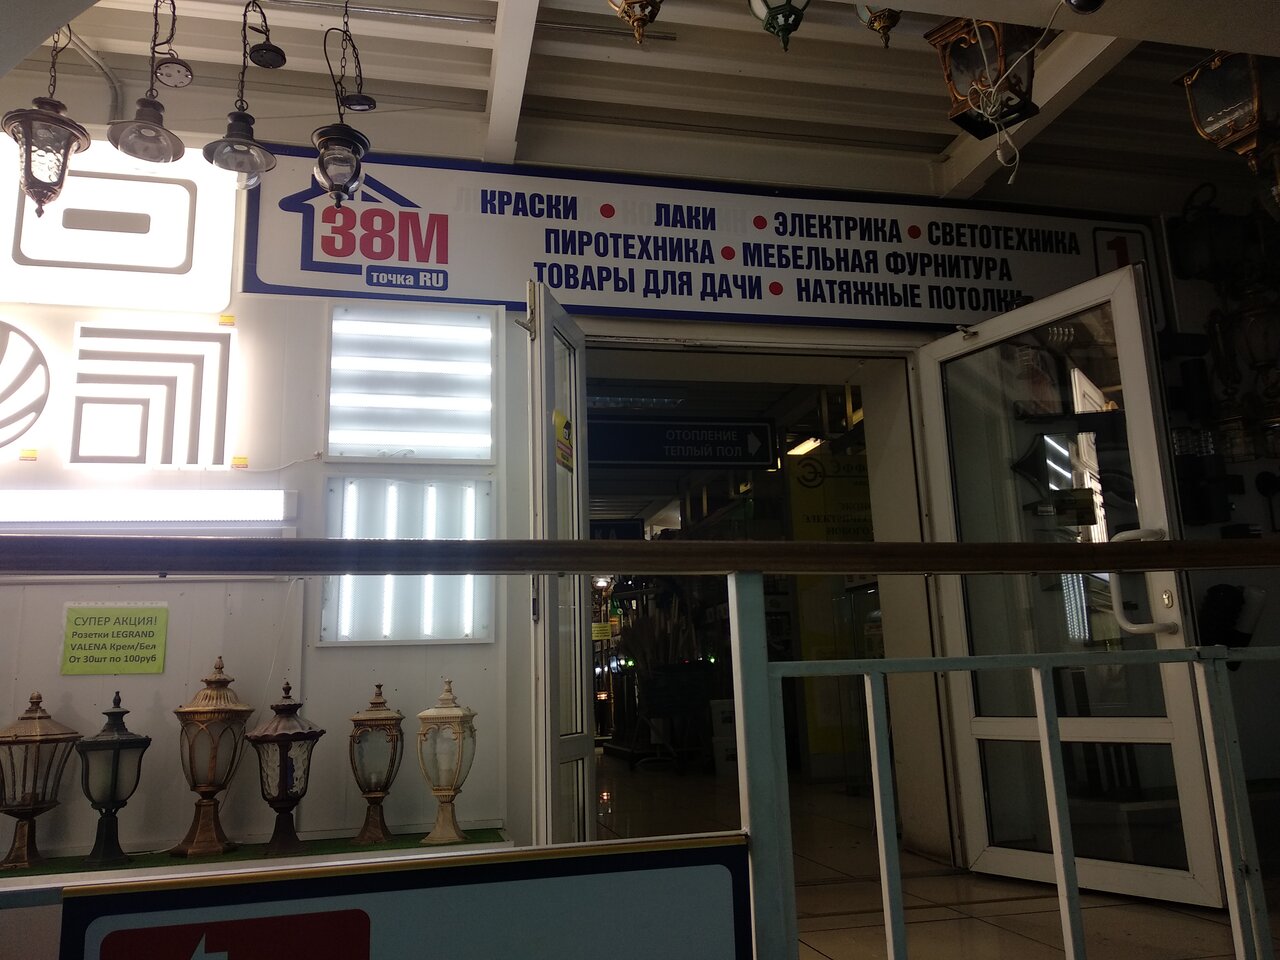 38М
точка RU
КРАСКИ • ЛАКИ • ЭЛЕКТРИКА • СВЕТОТЕХНИКА
ПИРОТЕХНИКА • МЕБЕЛЬНАЯ ФУРНИТУРА
ТОВАРЫ ДЛЯ ДАЧИ • НАТЯЖНЫЕ ПОТОЛКИ
1
ОТОПЛЕНИЕ
ТЕПЛЫЙ ПОЛ
СУПЕР АКЦИЯ!
Розетки LEGRAND
VALENA Крем/Бел
От 30шт по 100руб